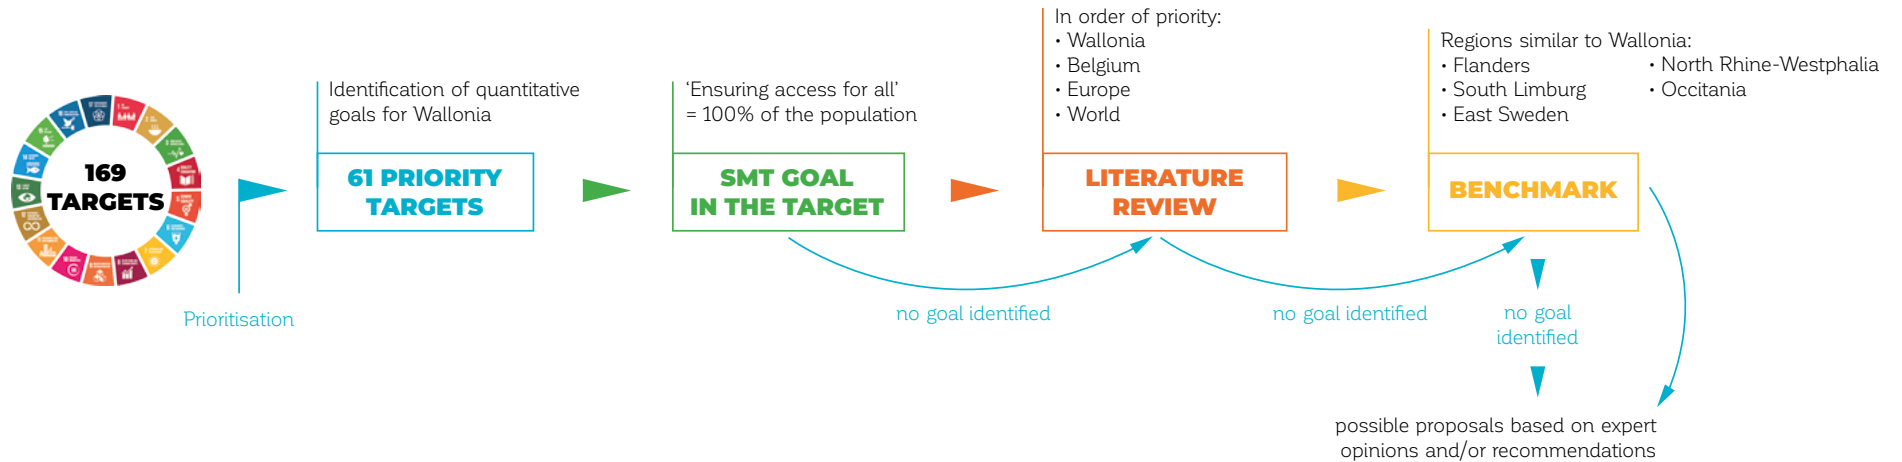 169
TARGETS
Prioritisation
Identification of quantitative
goals for Wallonia
61 PRIORITY
TARGETS
‘Ensuring access for all’
= 100% of the population
SMT GOAL
IN THE TARGET
no goal identified
In order of priority:
• Wallonia
• Belgium
• Europe
• World
LITERATURE
REVIEW
no goal identified
Regions similar to Wallonia:
• Flanders
• South Limburg
• East Sweden
• North Rhine-Westphalia
• Occitania
BENCHMARK
no goal
identified
possible proposals based on expert
opinions and/or recommendations